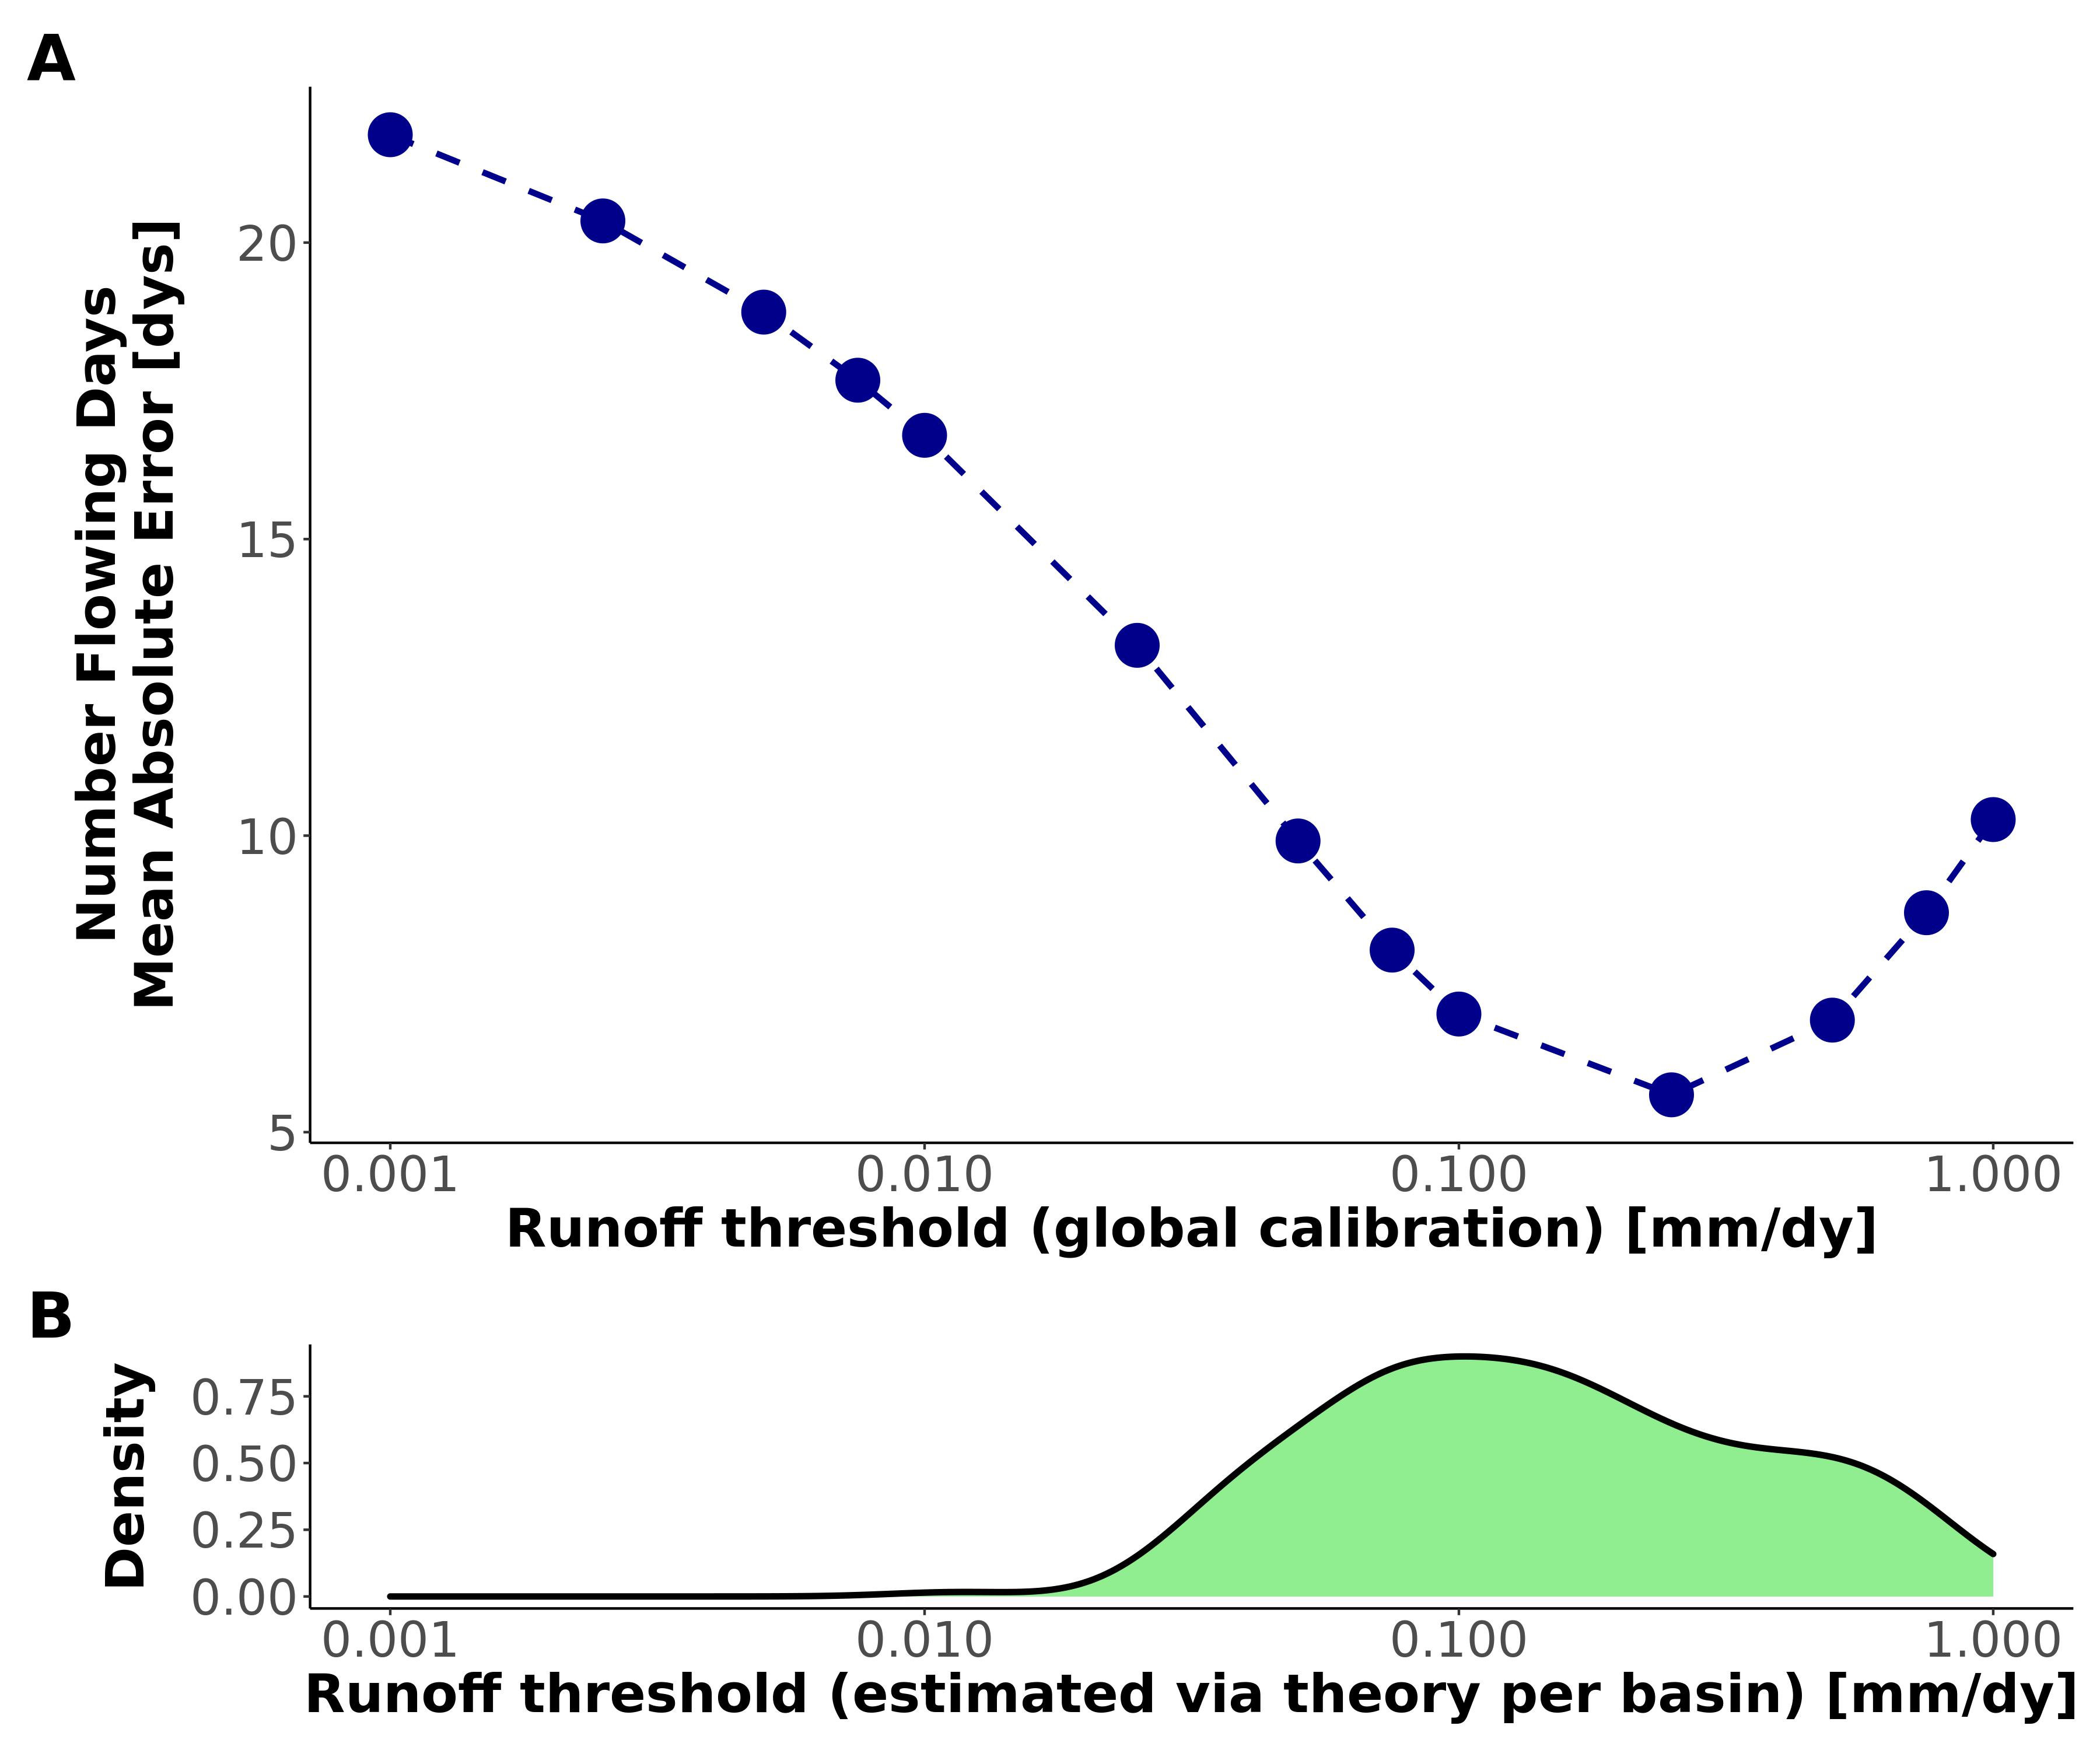 A
Number Flowing Days
Mean Absolute Error [dys]
20
15
10
5
0.001 0.010 0.100 1.000
Runoff threshold (global calibration) [mm/dy]
B
Density
0.75
0.50
0.25
0.00
0.001 0.010 0.100 1.000
Runoff threshold (estimated via theory per basin) [mm/dy]